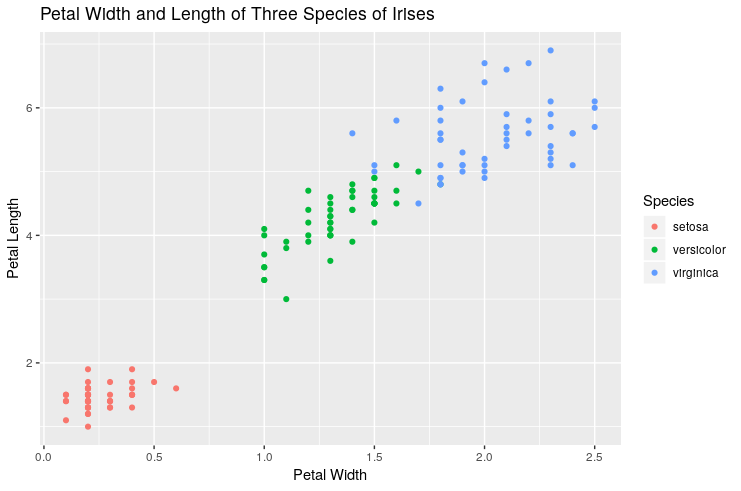 Petal Width and Length of Three Species of Irises
6
4
2
Petal Length
0.0 0.5 1.0 1.5 2.0 2.5
Petal Width
Species
setosa
versicolor
virginica